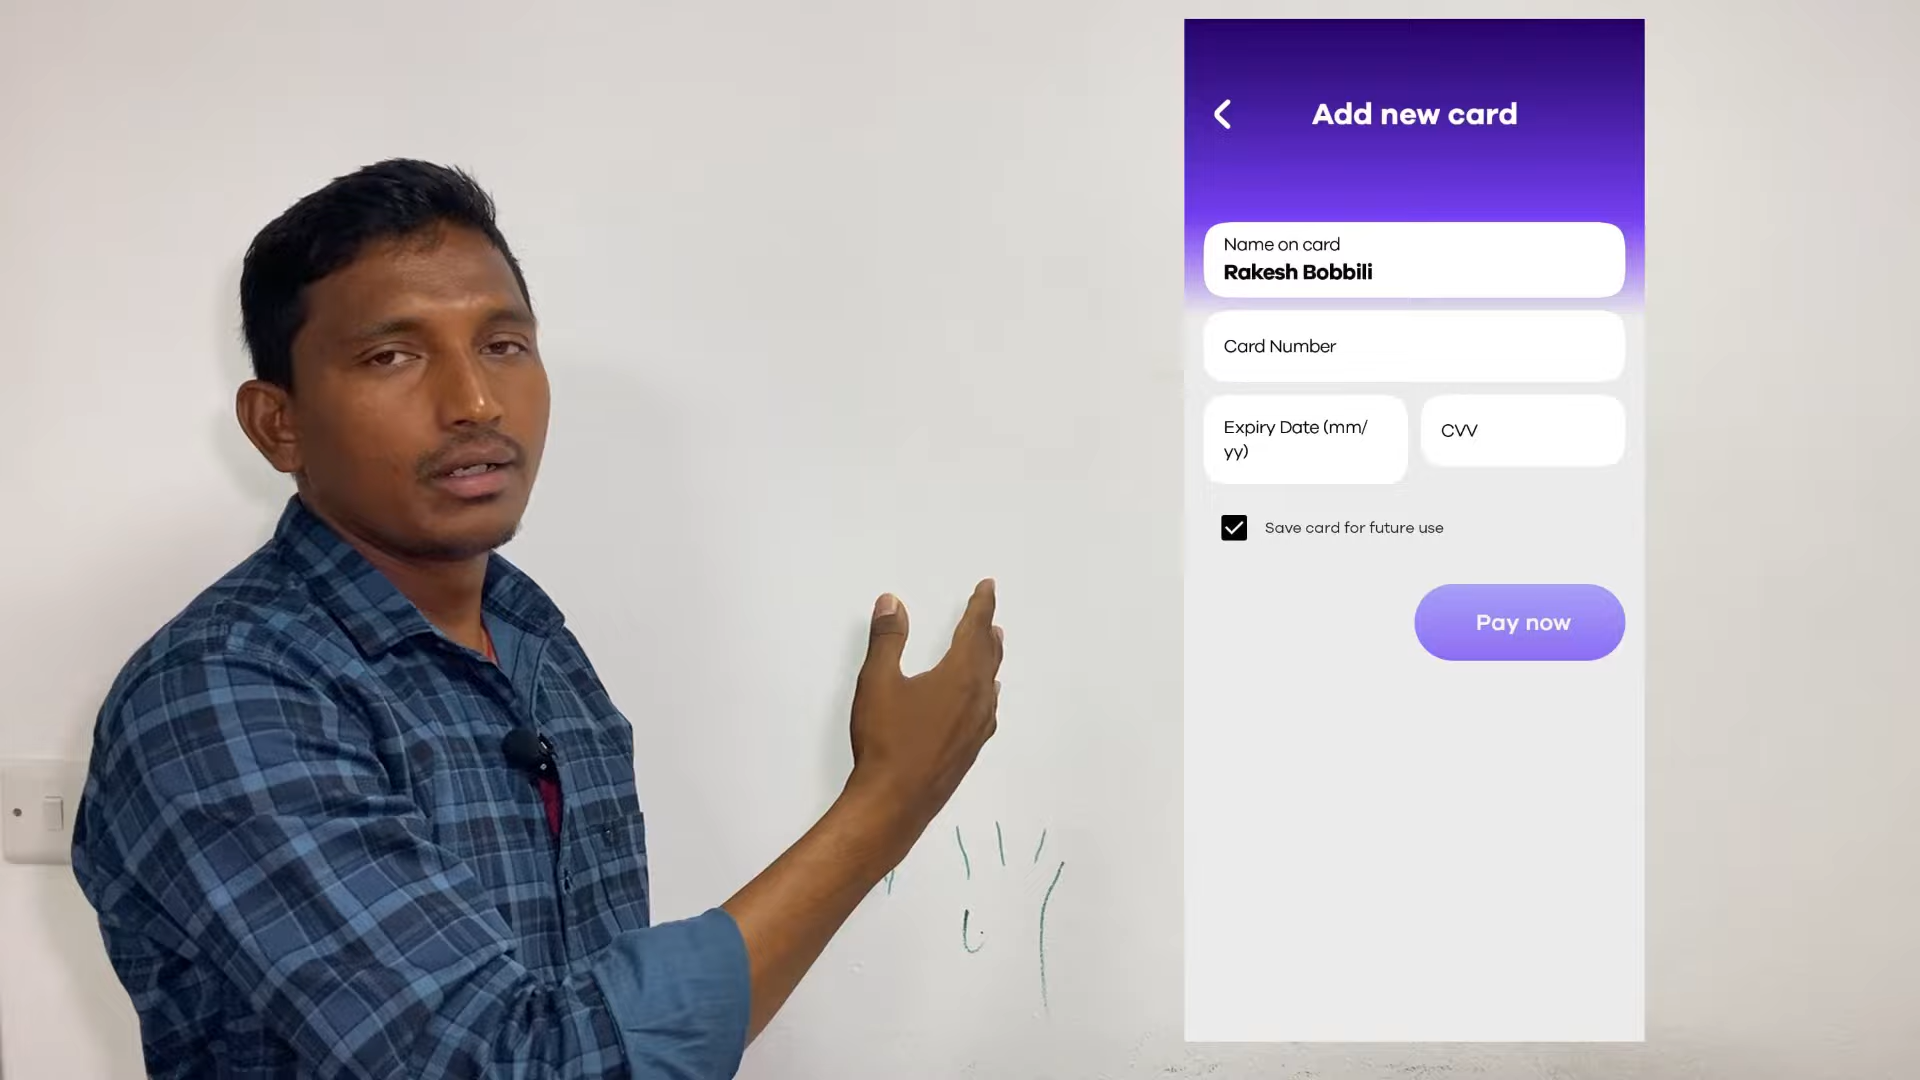 Add new card
Name on card
Rakesh Bobbili
Card Number
Expiry Date (mm/
yy)
CVV
Save card for future use
Pay now